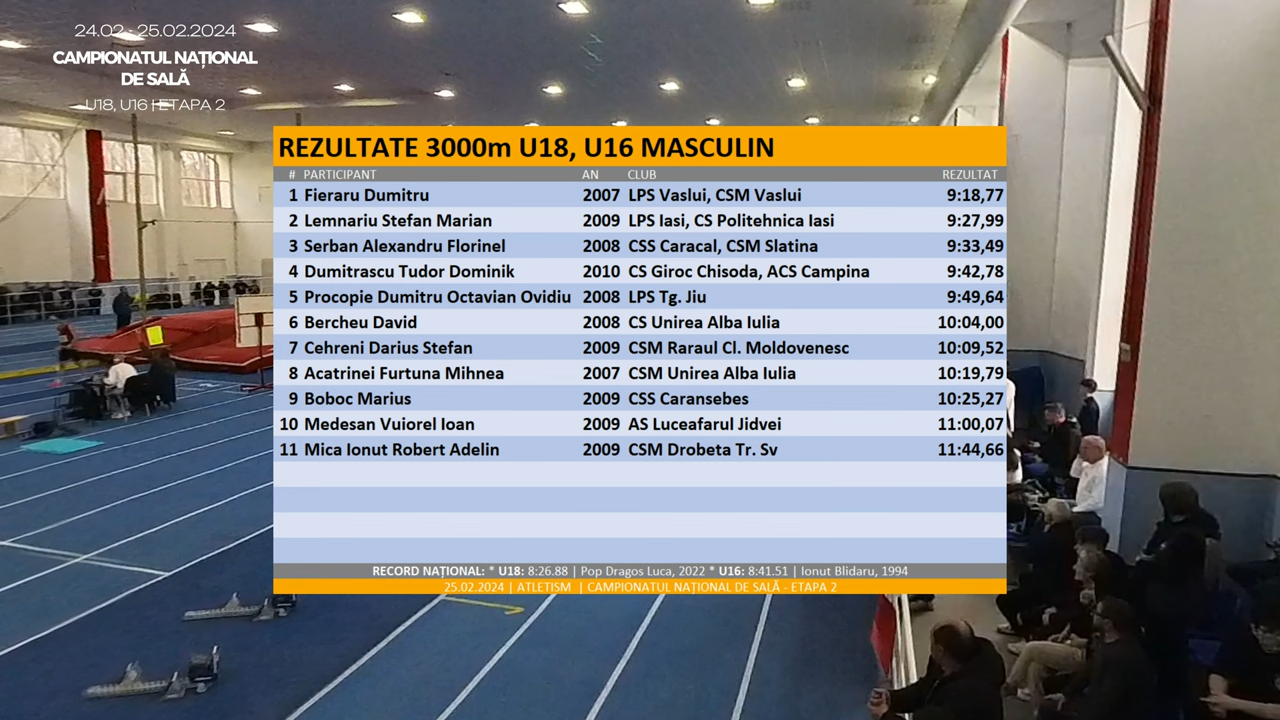 24.02 - 25.02.2024
CAMPIONATUL NAȚIONAL
DE SALĂ
U18, U16 | ETAPA 2
REZULTATE 3000m U18, U16 MASCULIN
# PARTICIPANT AN CLUB REZULTAT
1 Fieraru Dumitru 2007 LPS Vaslui, CSM Vaslui 9:18,77
2 Lemnariu Stefan Marian 2009 LPS Iasi, CS Politehnica Iasi 9:27,99
3 Serban Alexandru Florinel 2008 CSS Caracal, CSM Slatina 9:33,49
4 Dumitrascu Tudor Dominik 2010 CS Giroc Chisoda, ACS Campina 9:42,78
5 Procopie Dumitru Octavian Ovidiu 2008 LPS Tg. Jiu 9:49,64
6 Bercheu David 2008 CS Unirea Alba Iulia 10:04,00
7 Cehreni Darius Stefan 2009 CSM Raraul Cl. Moldovenesc 10:09,52
8 Acatrinei Furtuna Mihnea 2007 CSM Unirea Alba Iulia 10:19,79
9 Boboc Marius 2009 CSS Caransebes 10:25,27
10 Medesan Vuiorel Ioan 2009 AS Luceafarul Jidvei 11:00,07
11 Mica Ionut Robert Adelin 2009 CSM Drobeta Tr. Sv 11:44,66
RECORD NAȚIONAL: * U18: 8:26.88 | Pop Dragos Luca, 2022 * U16: 8:41.51 | Ionut Blidaru, 1994
25.02.2024 | ATLETISM | CAMPIONATUL NAȚIONAL DE SALĂ - ETAPA 2